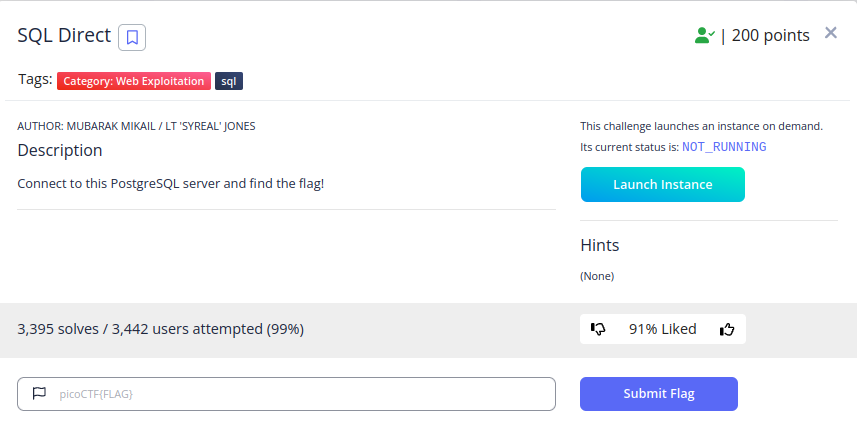 SQL Direct
| 200 points
Tags: Category: Web Exploitation sql
AUTHOR: MUBARAK MIKAIL / LT 'SYREAL' JONES
Description
Connect to this PostgreSQL server and find the flag!
This challenge launches an instance on demand.
Its current status is: NOT_RUNNING
Launch Instance
Hints
(None)
3,395 solves / 3,442 users attempted (99%)
91% Liked
picoCTF{FLAG}
Submit Flag